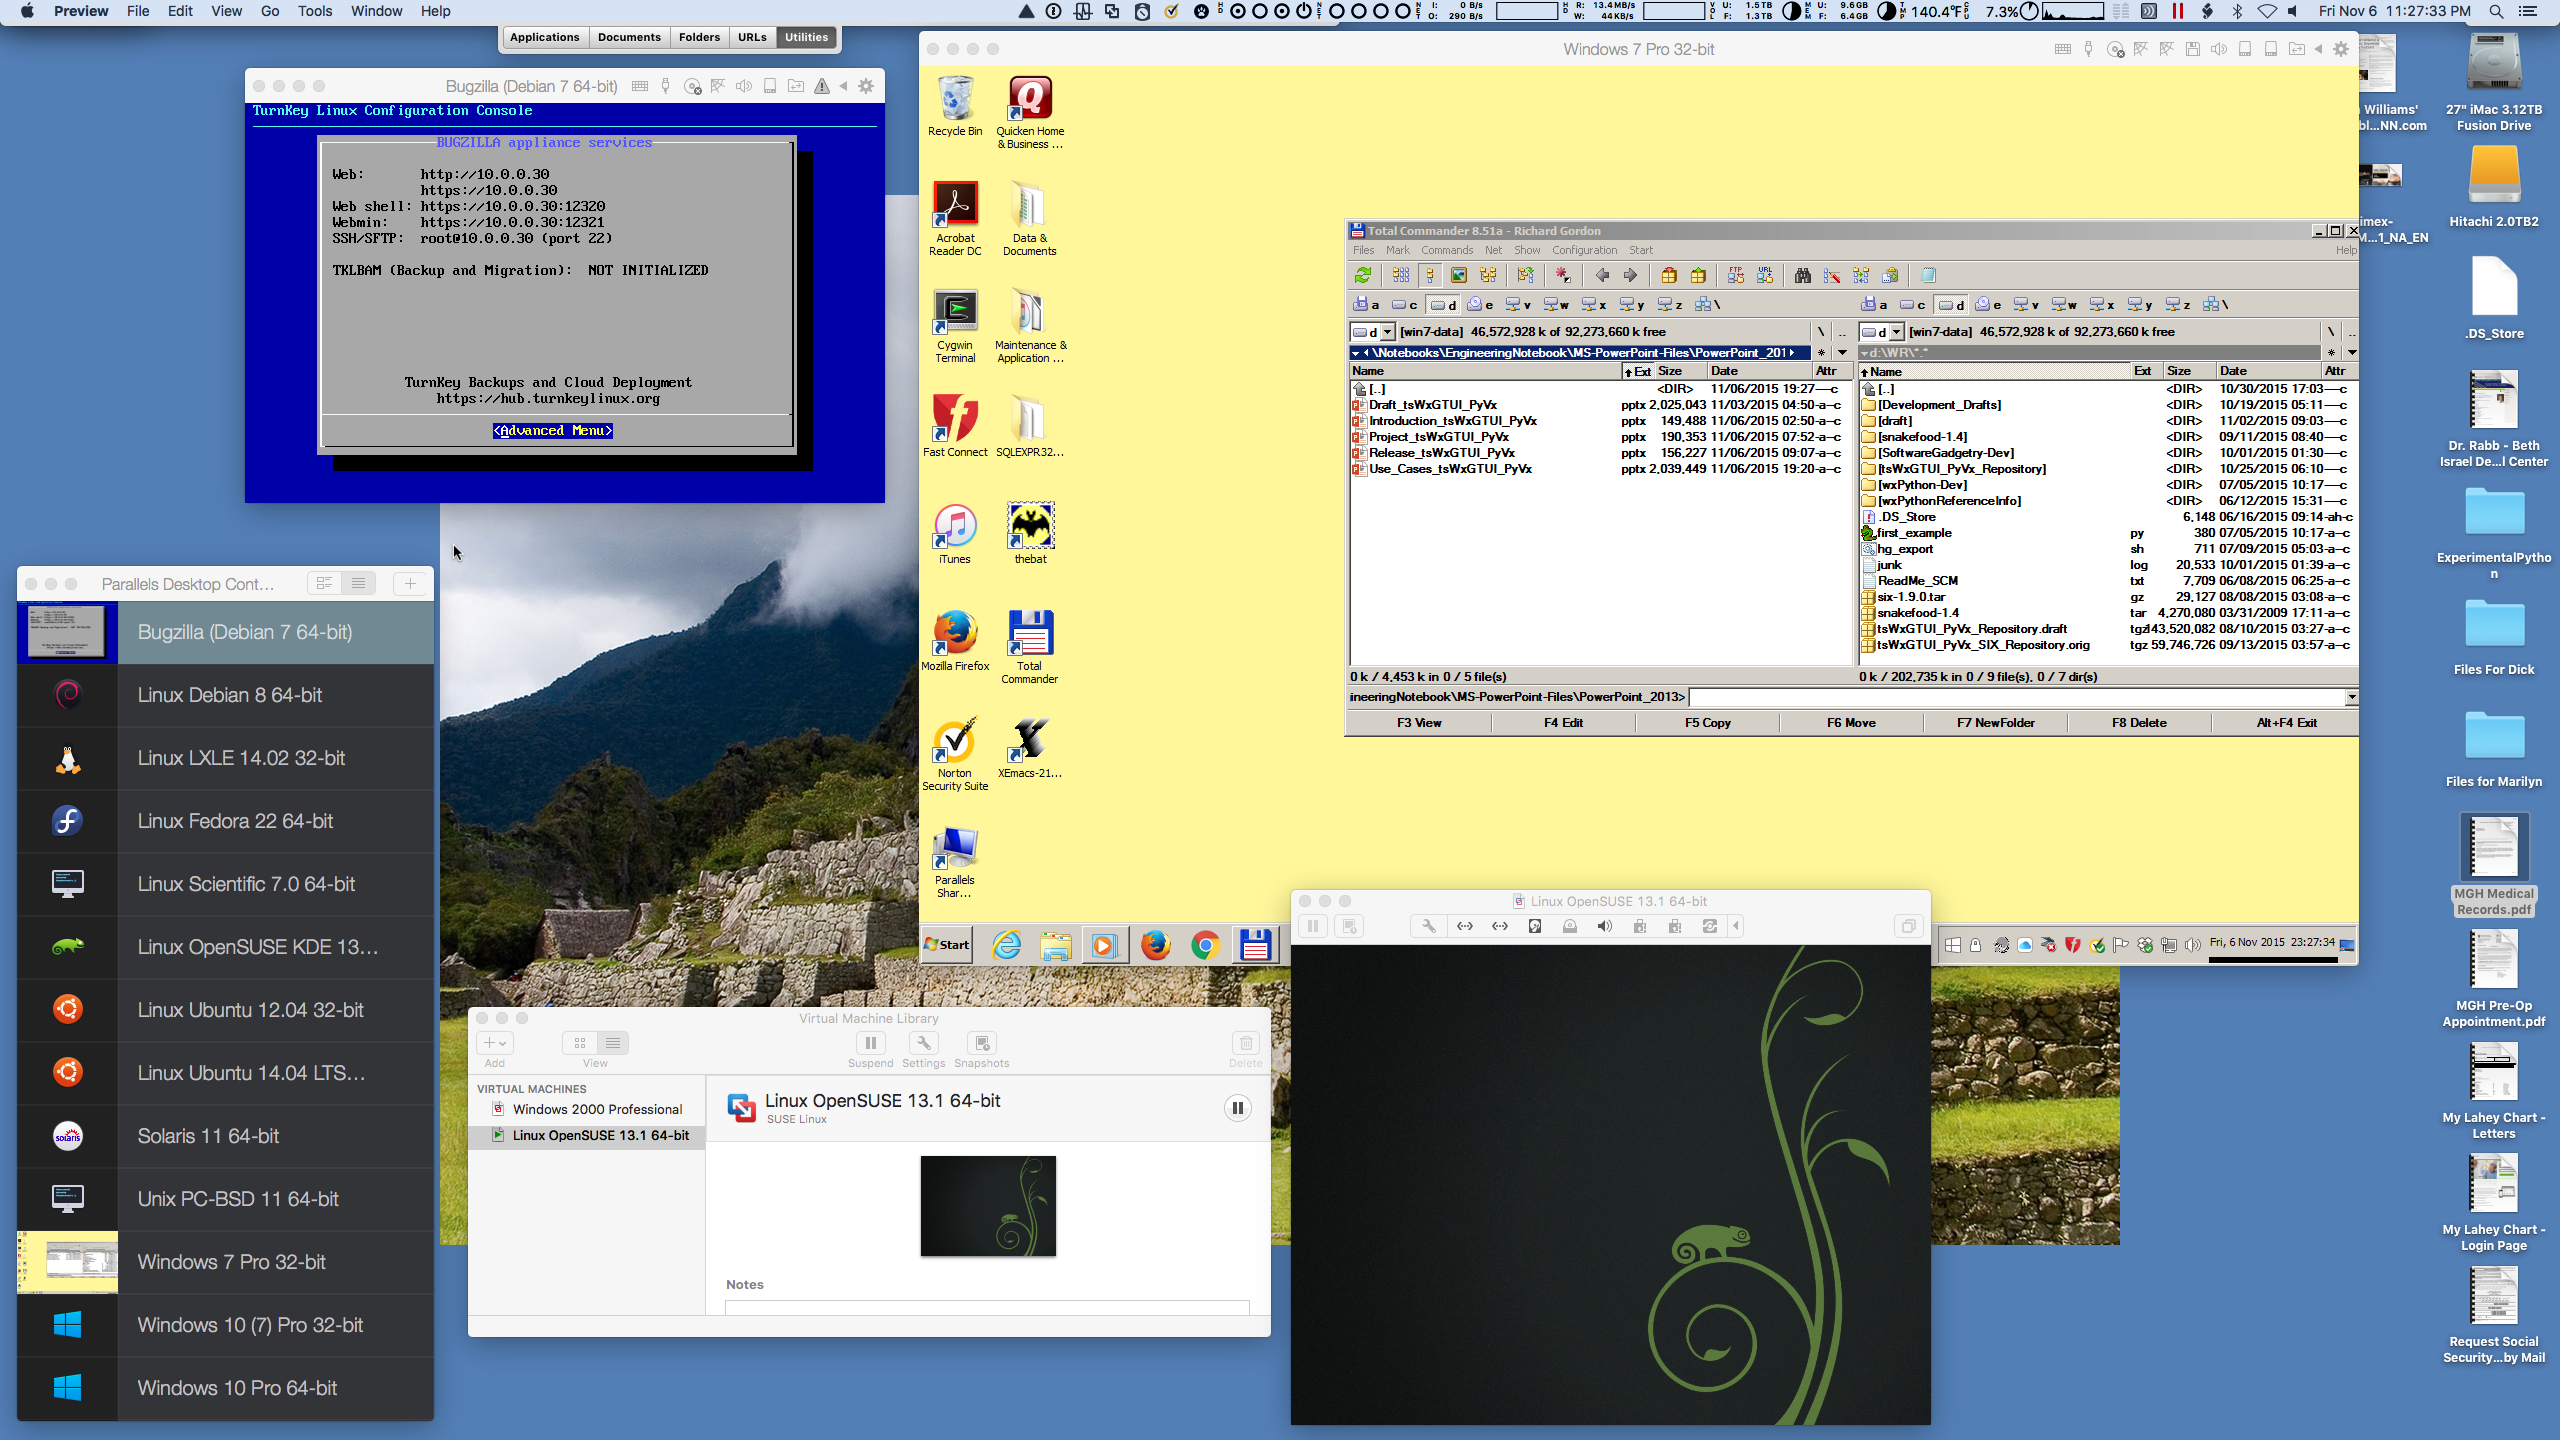 Preview File Edit View Go Tools Window Help
I: 0 B/s
O: 290 B/s
R: 13.4MB/s
W: 44KB/s
U: 1.5TB
F: 1.3TB
U: 9.6GB
F: 6.4GB
140.4°F
7.3%
Fri Nov 6 11:27:33 PM
Applications Documents Folders URLs Utilities
Bugzilla (Debian 7 64-bit)
TurnKey Linux Configuration Console
BUGZILLA appliance services
Web: http://10.0.0.30
https://10.0.0.30
Web shell: https://10.0.0.30:12320
Webmin: https://10.0.0.30:12321
SSH/SFTP: root@10.0.0.30 (port 22)
TKLBAM (Backup and Migration): NOT INITIALIZED
TurnKey Backups and Cloud Deployment
https://hub.turnkeylinux.org
<Advanced Menu>
Parallels Desktop Cont...
Bugzilla (Debian 7 64-bit)
Linux Debian 8 64-bit
Linux LXLE 14.02 32-bit
Linux Fedora 22 64-bit
Linux Scientific 7.0 64-bit
Linux OpenSUSE KDE 13...
Linux Ubuntu 12.04 32-bit
Linux Ubuntu 14.04 LTS...
Solaris 11 64-bit
Unix PC-BSD 11 64-bit
Windows 7 Pro 32-bit
Windows 10 (7) Pro 32-bit
Windows 10 Pro 64-bit
Windows 7 Pro 32-bit
Recycle Bin
Quicken Home
& Business ...
Acrobat
Reader DC
Data &
Documents
Cygwin
Terminal
Maintenance &
Application ...
Fast Connect
SQLEXPR32...
iTunes
thebat
Mozilla Firefox
Total
Commander
Norton
Security Suite
XEmacs-21...
Parallels
Shar...
Total Commander 8.51a - Richard Gordon
Files Mark Commands Net Show Configuration Start Help
a c d e v w x y z \
a c d e v w x y z \
d [win7-data] 46,572,928 k of 92,273,660 k free \ ..
\Notebooks\EngineeringNotebook\MS-PowerPoint-Files\PowerPoint_201
Name Ext Size Date Attr
[..] <DIR> 11/06/2015 19:27 —c
Draft_tsWxGTUI_PyVx pptx 2,025,043 11/03/2015 04:50 -a—c
Introduction_tsWxGTUI_PyVx pptx 149,488 11/06/2015 02:50 -a—c
Project_tsWxGTUI_PyVx pptx 190,353 11/06/2015 07:52 -a—c
Release_tsWxGTUI_PyVx pptx 156,227 11/06/2015 09:07 -a—c
Use_Cases_tsWxGTUI_PyVx pptx 2,039,449 11/06/2015 19:20 -a—c
0 k / 4,453 k in 0 / 5 file(s)
d [win7-data] 46,572,928 k of 92,273,660 k free \ ..
d:\WR\*.*
Name Ext Size Date Attr
[..] <DIR> 10/30/2015 17:03 —c
[Development_Drafts] <DIR> 10/19/2015 05:11 —c
[draft] <DIR> 11/02/2015 09:03 —c
[snakefood-1.4] <DIR> 09/11/2015 08:40 —c
[SoftwareGadgetry-Dev] <DIR> 10/01/2015 01:30 —c
[tsWxGTUI_PyVx_Repository] <DIR> 10/25/2015 06:10 —c
[wxPython-Dev] <DIR> 07/05/2015 10:17 —c
[wxPythonReferenceInfo] <DIR> 06/12/2015 15:31 —c
.DS_Store 6,148 06/16/2015 09:14 -ah-c
first_example py 380 07/05/2015 10:17 -a—c
hg_export sh 711 07/09/2015 05:03 -a—c
junk log 20,533 10/01/2015 01:39 -a—c
ReadMe_SCM txt 7,709 06/08/2015 06:25 -a—c
six-1.9.0.tar gz 29,127 08/08/2015 03:08 -a—c
snakefood-1.4 tar 4,270,080 03/31/2009 17:11 -a—c
tsWxGTUI_PyVx_Repository.draft tgz 143,520,082 08/10/2015 03:27 -a—c
tsWxGTUI_PyVx_SIX_Repository.orig tgz 59,746,726 09/13/2015 03:57 -a—c
0 k / 202,735 k in 0 / 9 file(s), 0 / 7 dir(s)
ineeringNotebook\MS-PowerPoint-Files\PowerPoint_2013>
F3 View F4 Edit F5 Copy F6 Move F7 NewFolder F8 Delete Alt+F4 Exit
Start
Fri, 6 Nov 2015 23:27:34
Virtual Machine Library
Add View Suspend Settings Snapshots Delete
VIRTUAL MACHINES
Windows 2000 Professional
Linux OpenSUSE 13.1 64-bit
Linux OpenSUSE 13.1 64-bit
SUSE Linux
Notes
Linux OpenSUSE 13.1 64-bit
Williams'
bl...NN.com
imex-
M...1_NA_EN
27" iMac 3.12TB
Fusion Drive
Hitachi 2.0TB2
.DS_Store
Dr. Rabb - Beth
Israel De...l Center
ExperimentalPytho
n
Files For Dick
Files for Marilyn
MGH Medical
Records.pdf
MGH Pre-Op
Appointment.pdf
My Lahey Chart -
Letters
My Lahey Chart -
Login Page
Request Social
Security...by Mail